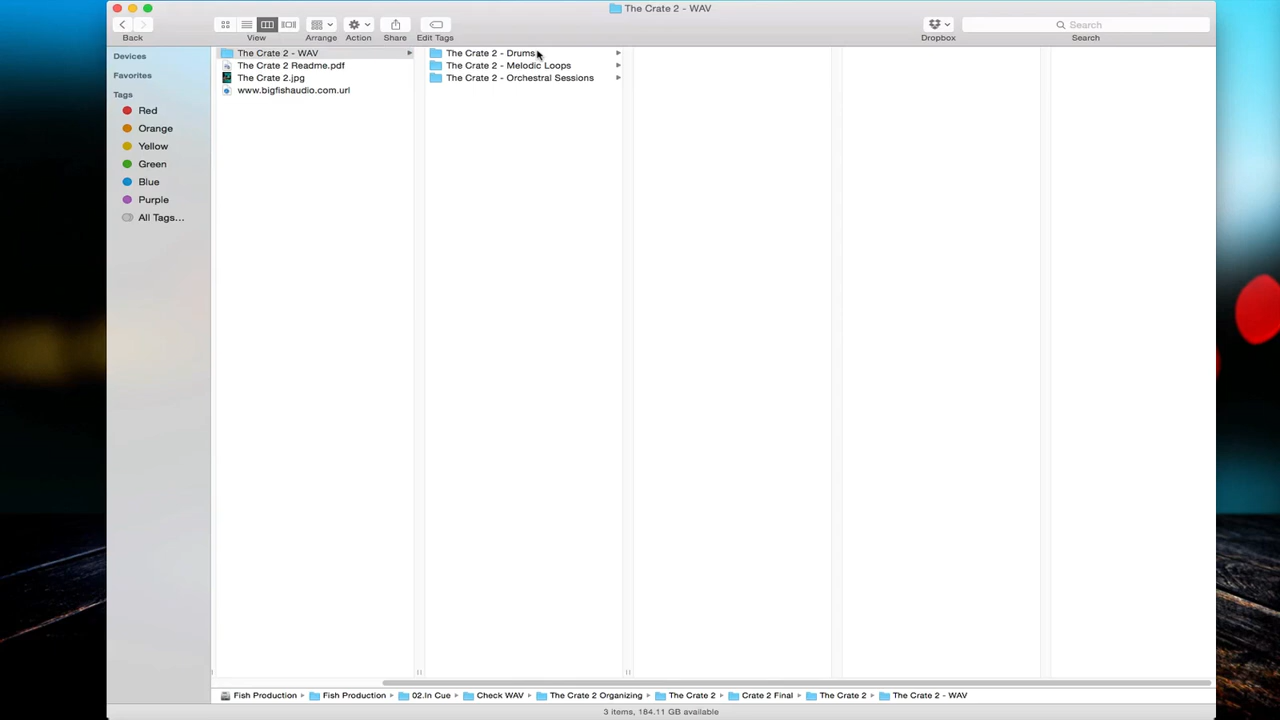 The Crate 2 - WAV
Search
Back
View
Arrange
Action
Share
Edit Tags
Dropbox
Search
Devices
Favorites
Tags
Red
Orange
Yellow
Green
Blue
Purple
All Tags...
The Crate 2 - WAV
The Crate 2 Readme.pdf
The Crate 2.jpg
www.bigfishaudio.com.url
The Crate 2 - Drums
The Crate 2 - Melodic Loops
The Crate 2 - Orchestral Sessions
Fish Production
Fish Production
02.In Cue
Check WAV
The Crate 2 Organizing
The Crate 2
Crate 2 Final
The Crate 2
The Crate 2 - WAV
3 items, 184.11 GB available